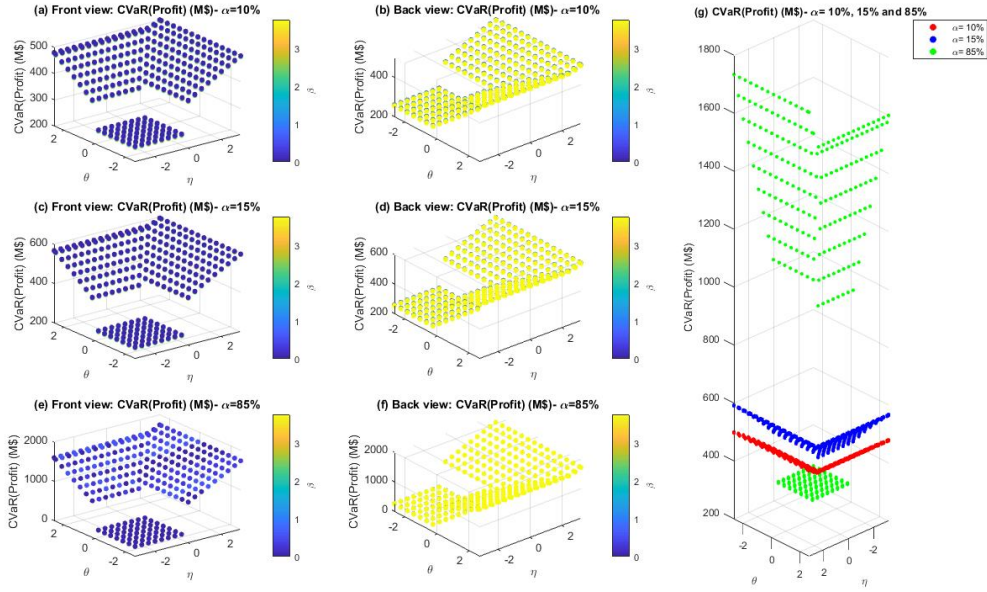 (a) Front view: CVaR(Profit) (M$)- α=10%
CVaR(Profit) (M$)
500
400
300
200
2
0
-2
θ
-2
0
2
η
3
2
1
0
β
(b) Back view: CVaR(Profit) (M$)- α=10%
CVaR(Profit) (M$)
400
200
-2
0
2
θ
2
0
-2
η
3
2
1
0
β
(c) Front view: CVaR(Profit) (M$)- α=15%
CVaR(Profit) (M$)
600
400
200
2
0
-2
θ
-2
0
2
η
3
2
1
0
β
(d) Back view: CVaR(Profit) (M$)- α=15%
CVaR(Profit) (M$)
600
400
200
-2
0
2
θ
2
0
-2
η
3
2
1
0
β
(e) Front view: CVaR(Profit) (M$)- α=85%
CVaR(Profit) (M$)
2000
1000
0
2
0
-2
θ
-2
0
2
η
3
2
1
0
β
(f) Back view: CVaR(Profit) (M$)- α=85%
CVaR(Profit) (M$)
2000
1000
0
-2
0
2
θ
2
0
-2
η
3
2
1
0
β
(g) CVaR(Profit) (M$)- α= 10%, 15% and 85%
α= 10%
α= 15%
α= 85%
CVaR(Profit) (M$)
1800
1600
1400
1200
1000
800
600
400
200
-2
0
2
θ
2
0
-2
η